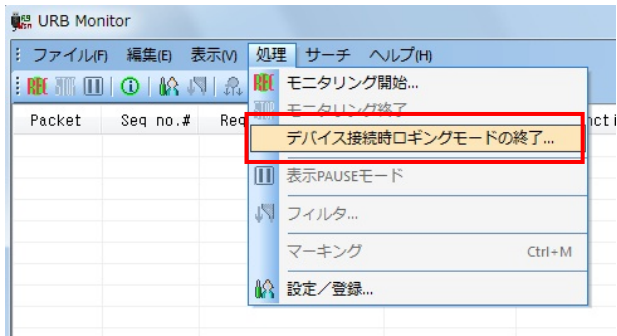 URB Monitor
ファイル(F) 編集(E) 表示(V) 処理 サーチ ヘルプ(H)
REC REC モニタリング開始...
モニタリング終了
Packet Seq no.# Req
デバイス接続時ロギングモードの終了...
表示PAUSEモード
フィルタ...
マーキング Ctrl+M
設定／登録...